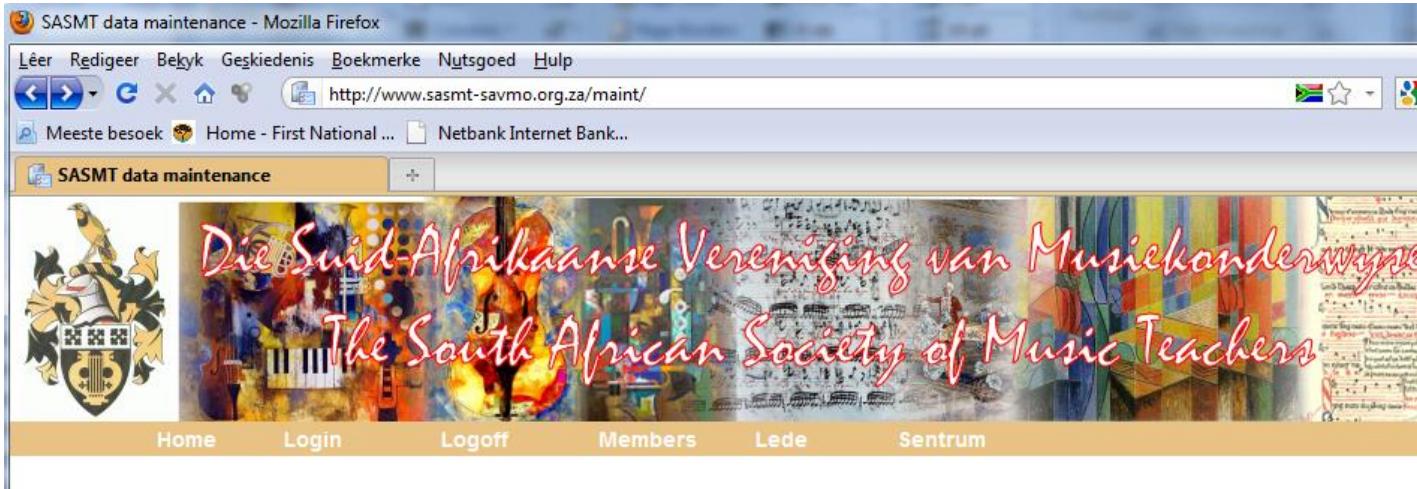 SASMT data maintenance - Mozilla Firefox
Lêer Redigeer Bekyk Geskiedenis Boekmerke Nutsgoed Hulp
http://www.sasmt-savmo.org.za/maint/
Meeste besoek Home - First National ... Netbank Internet Bank...
SASMT data maintenance
Die Suid-Afrikaanse Vereniging van Musiekonderwyse
The South African Society of Music Teachers
Home Login Logoff Members Lede Sentrum